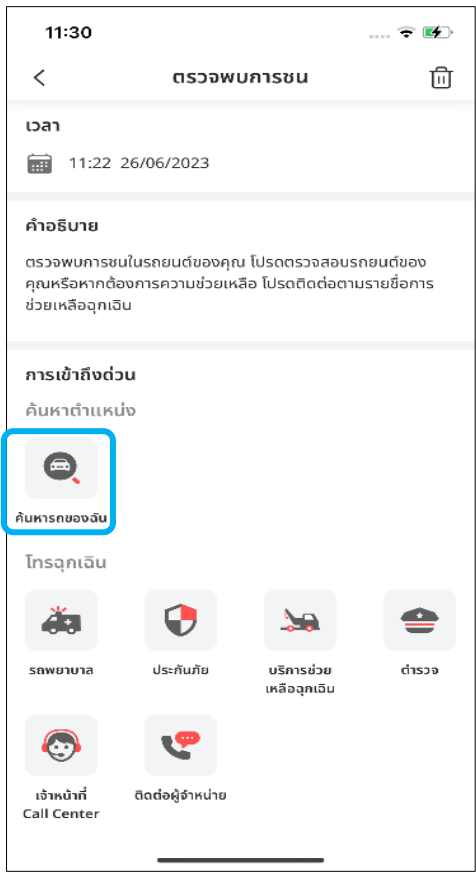 11:30
ตรวจพบการชน
เวลา
11:22 26/06/2023
คำอธิบาย
ตรวจพบการชนในรถยนต์ของคุณ โปรดตรวจสอบรถยนต์ของ
คุณหรือหากต้องการความช่วยเหลือ โปรดติดต่อตามรายชื่อการ
ช่วยเหลือฉุกเฉิน
การเข้าถึงด่วน
ค้นหาตำแหน่ง
ค้นหารถของฉัน
โทรฉุกเฉิน
รถพยาบาล ประกันภัย บริการช่วย ตำรวจ
เหลือฉุกเฉิน
เจ้าหน้าที่ ติดต่อผู้จำหน่าย
Call Center